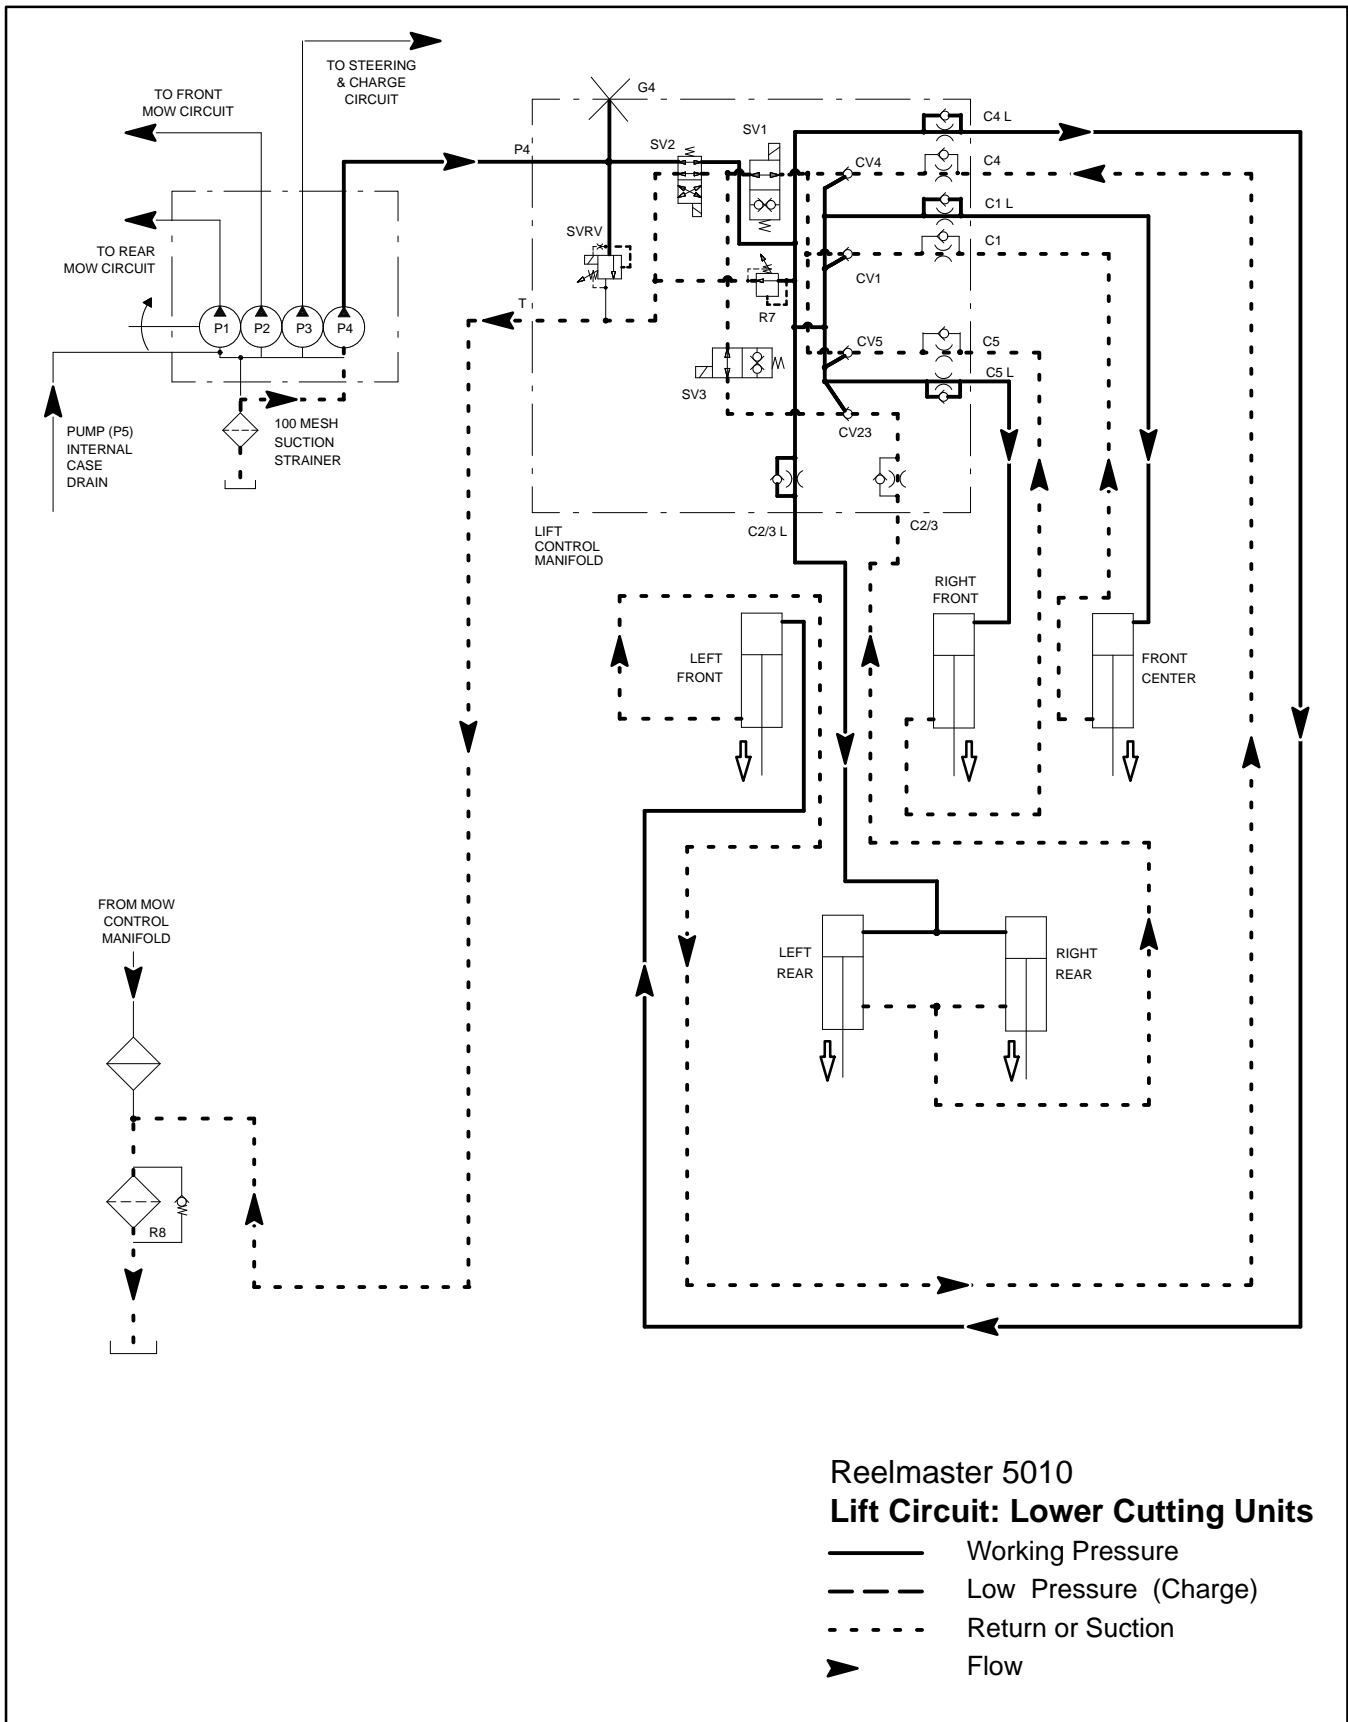 TO STEERING
& CHARGE
CIRCUIT
TO FRONT
MOW CIRCUIT
TO REAR
MOW CIRCUIT
P1
P2
P3
P4
PUMP (P5)
INTERNAL
CASE
DRAIN
100 MESH
SUCTION
STRAINER
G4
P4
SV2
SV1
SVRV
T
R7
SV3
CV4
CV1
CV5
CV23
C4 L
C4
C1 L
C1
C5
C5 L
C2/3 L
C2/3
LIFT
CONTROL
MANIFOLD
LEFT
FRONT
RIGHT
FRONT
FRONT
CENTER
LEFT
REAR
RIGHT
REAR
FROM MOW
CONTROL
MANIFOLD
R8
Reelmaster 5010
Lift Circuit: Lower Cutting Units
Working Pressure
Low Pressure (Charge)
Return or Suction
Flow